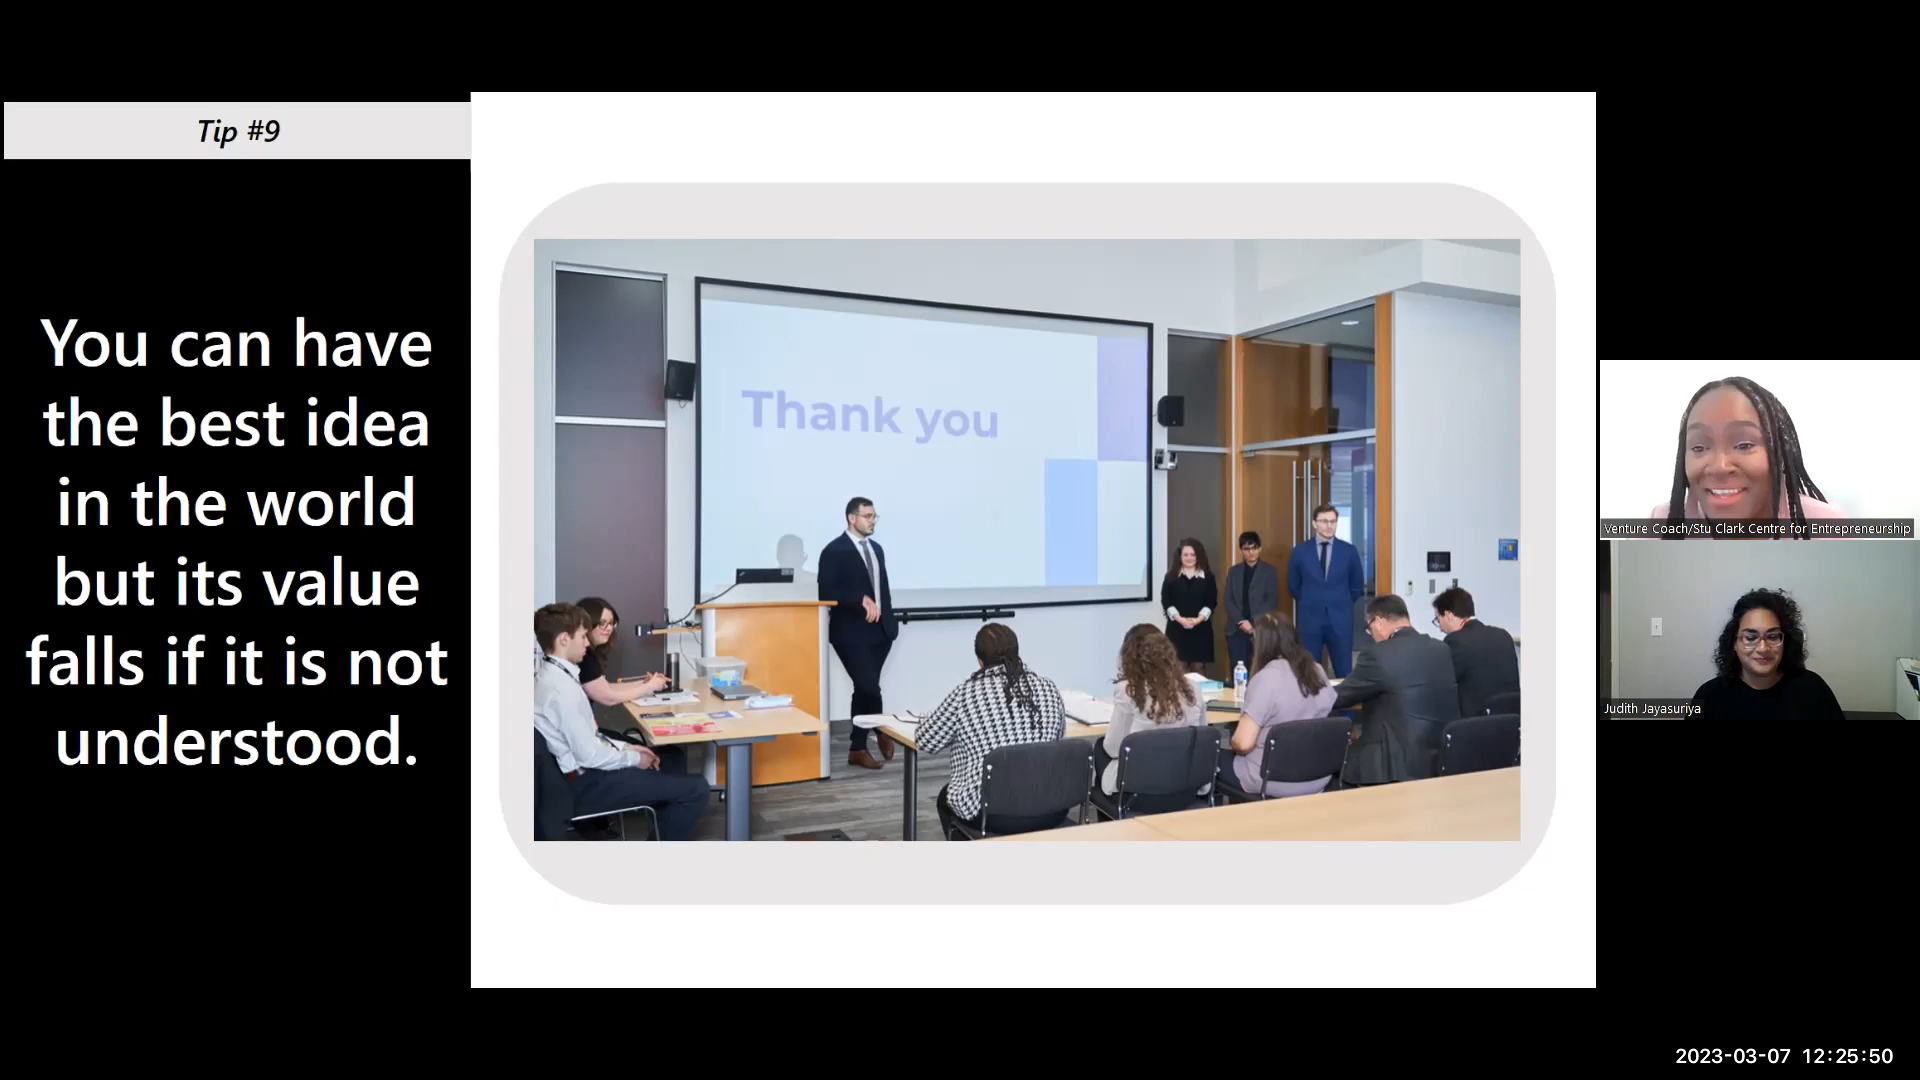 Tip #9
You can have
the best idea
in the world
but its value
falls if it is not
understood.
Thank you
Venture Coach/Stu Clark Centre for Entrepreneurship
Judith Jayasuriya
2023-03-07 12:25:50